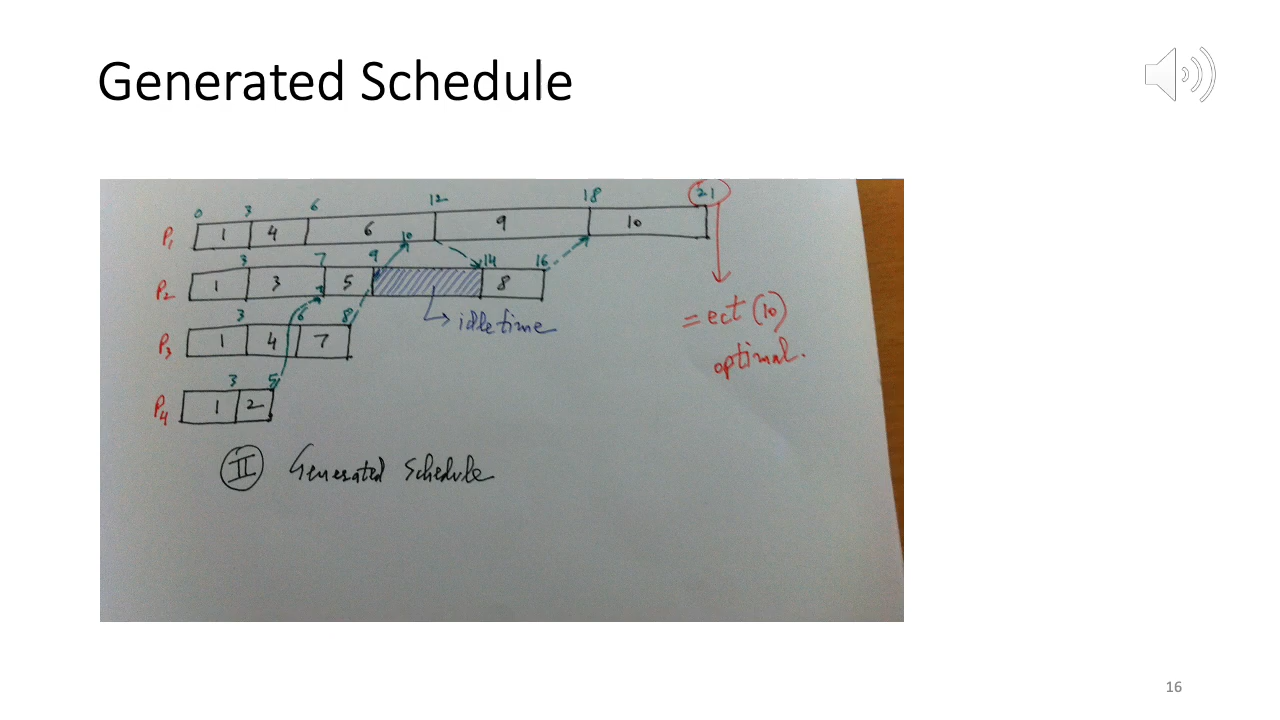 Generated Schedule
0 3 6 12 18 21
P1 1 4 6 9 10
10
3 7 9 14 16
P2 1 3 5 8
7
idle time
3 6 8
P3 1 4 7
= ect (10)
optimal.
3 5
P4 1 2
II Generated Schedule
16